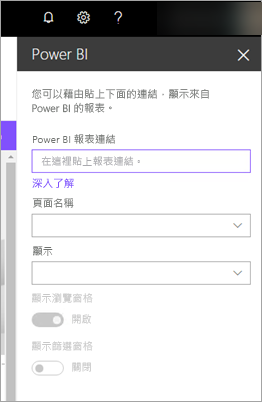 ?
Power BI
您可以藉由貼上下面的連結，顯示來自
Power BI 的報表。
Power BI 報表連結
在這裡貼上報表連結。
深入了解
頁面名稱
顯示
顯示瀏覽窗格
開啟
顯示篩選窗格
關閉